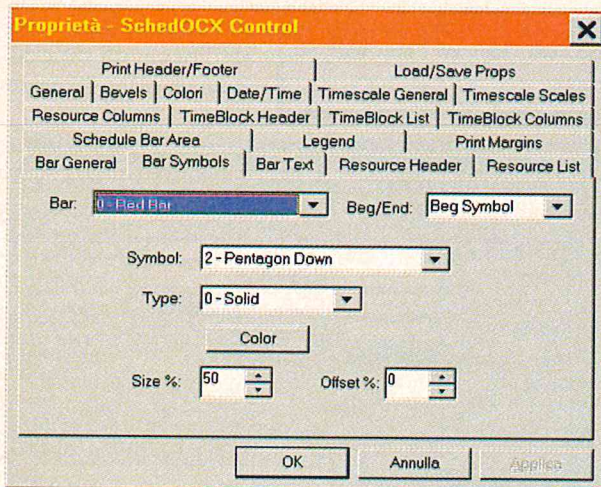 Proprietà - SchedOCX Control
Print Header/Footer Load/Save Props
General Bevels Colori Date/Time Timescale General Timescale Scales
Resource Columns TimeBlock Header TimeBlock List TimeBlock Columns
Schedule Bar Area Legend Print Margins
Bar General Bar Symbols Bar Text Resource Header Resource List
Bar: 0 - Red Bar Beg/End: Beg Symbol
Symbol: 2 - Pentagon Down
Type: 0 - Solid
Color
Size %: 50 Offset %: 0
OK Annulla Applica